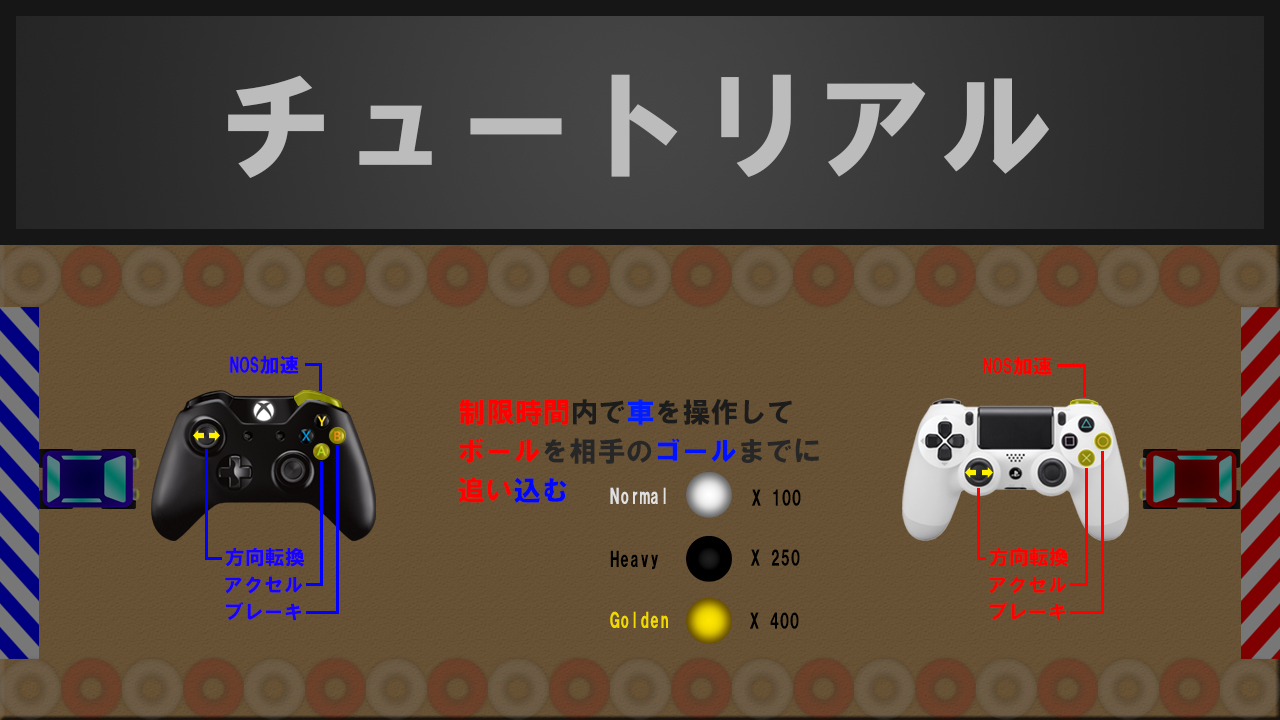 チュートリアル
NOS加速
Y
X
B
A
方向転換
アクセル
ブレーキ
制限時間内で車を操作して
ボールを相手のゴールまでに
追い込む
Normal X 100
Heavy X 250
Golden X 400
NOS加速
方向転換
アクセル
ブレーキ